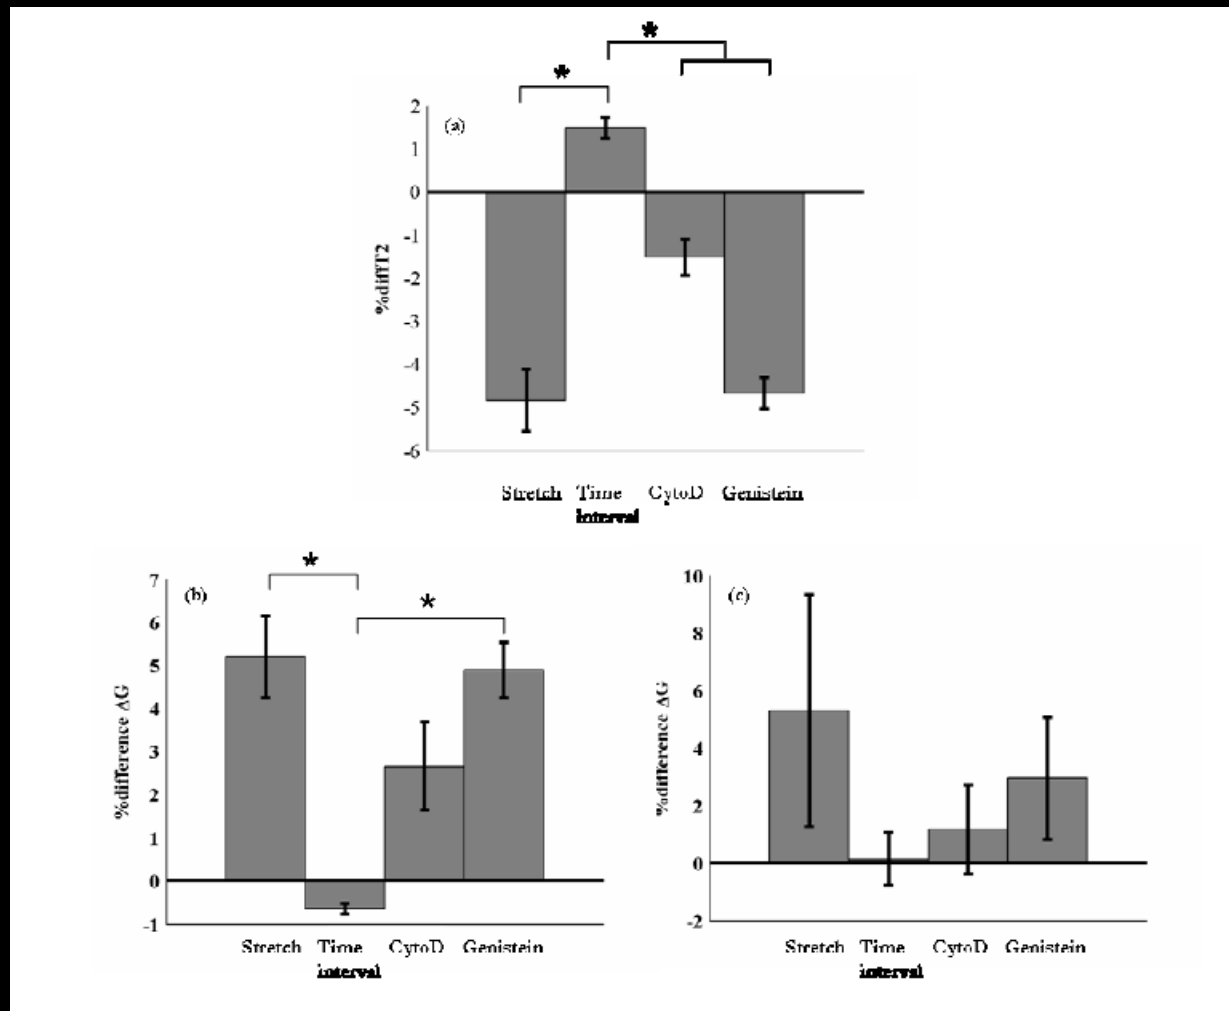 *
*
(a)
2
1
0
-1
-2
-3
-4
-5
-6
%diffT2
Stretch Time CytoD Genistein
interval
*
*
(b)
7
6
5
4
3
2
1
0
-1
%difference ΔG
Stretch Time CytoD Genistein
interval
(c)
10
8
6
4
2
0
-2
%difference ΔG
Stretch Time CytoD Genistein
interval